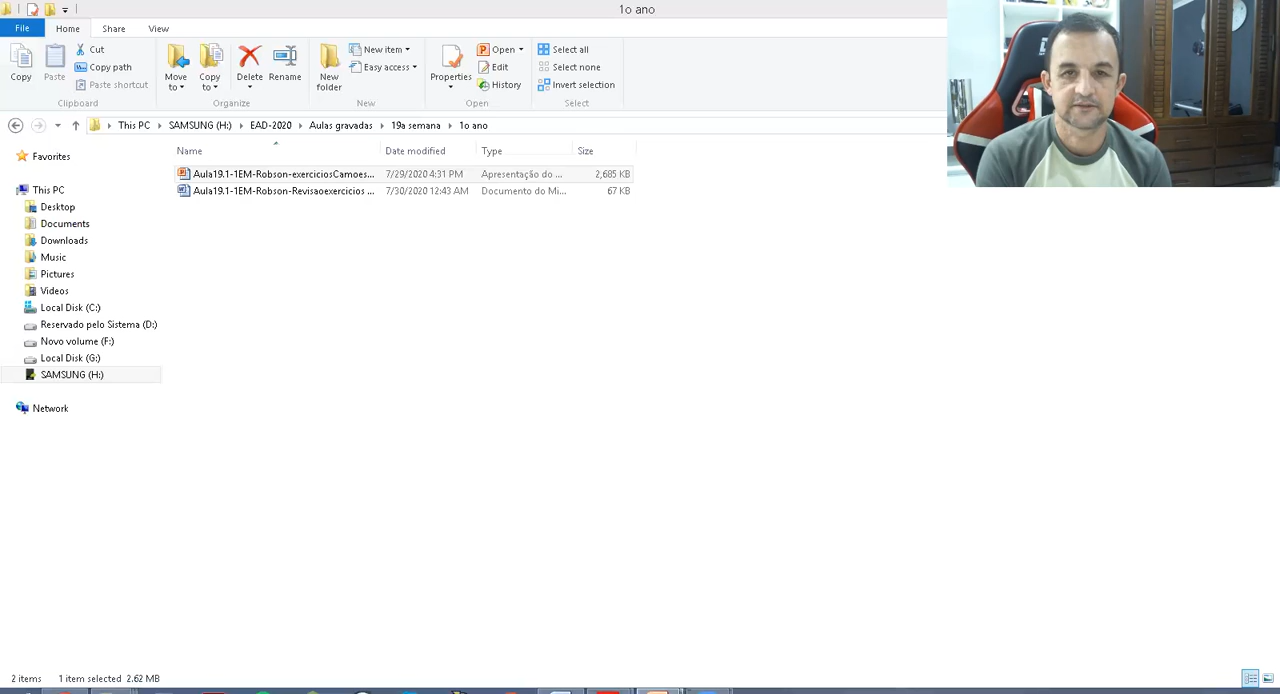 1o ano
File Home Share View
Copy
Paste
Cut
Copy path
Paste shortcut
Clipboard
Move to
Copy to
Delete
Rename
Organize
New folder
New item
Easy access
New
Properties
Open
Edit
History
Open
Select all
Select none
Invert selection
Select
This PC SAMSUNG (H:) EAD-2020 Aulas gravadas 19a semana 1o ano
Favorites
This PC
Desktop
Documents
Downloads
Music
Pictures
Videos
Local Disk (C:)
Reservado pelo Sistema (D:)
Novo volume (F:)
Local Disk (G:)
SAMSUNG (H:)
Network
Name Date modified Type Size
Aula19.1-1EM-Robson-exerciciosCamoes... 7/29/2020 4:31 PM Apresentação do ... 2,685 KB
Aula19.1-1EM-Robson-Revisaoexercicios ... 7/30/2020 12:43 AM Documento do Mi... 67 KB
2 items 1 item selected 2.62 MB